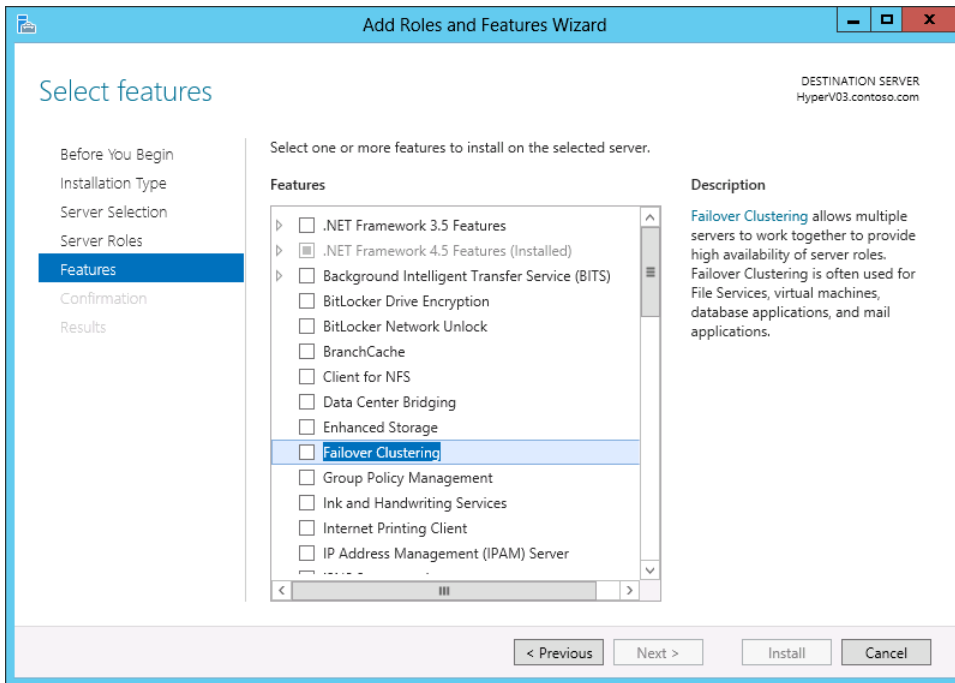 Add Roles and Features Wizard
Select features
DESTINATION SERVER
HyperV03.contoso.com
Before You Begin
Installation Type
Server Selection
Server Roles
Features
Confirmation
Results
Select one or more features to install on the selected server.
Features
.NET Framework 3.5 Features
.NET Framework 4.5 Features (Installed)
Background Intelligent Transfer Service (BITS)
BitLocker Drive Encryption
BitLocker Network Unlock
BranchCache
Client for NFS
Data Center Bridging
Enhanced Storage
Failover Clustering
Group Policy Management
Ink and Handwriting Services
Internet Printing Client
IP Address Management (IPAM) Server
Description
Failover Clustering allows multiple
servers to work together to provide
high availability of server roles.
Failover Clustering is often used for
File Services, virtual machines,
database applications, and mail
applications.
< Previous
Next >
Install
Cancel